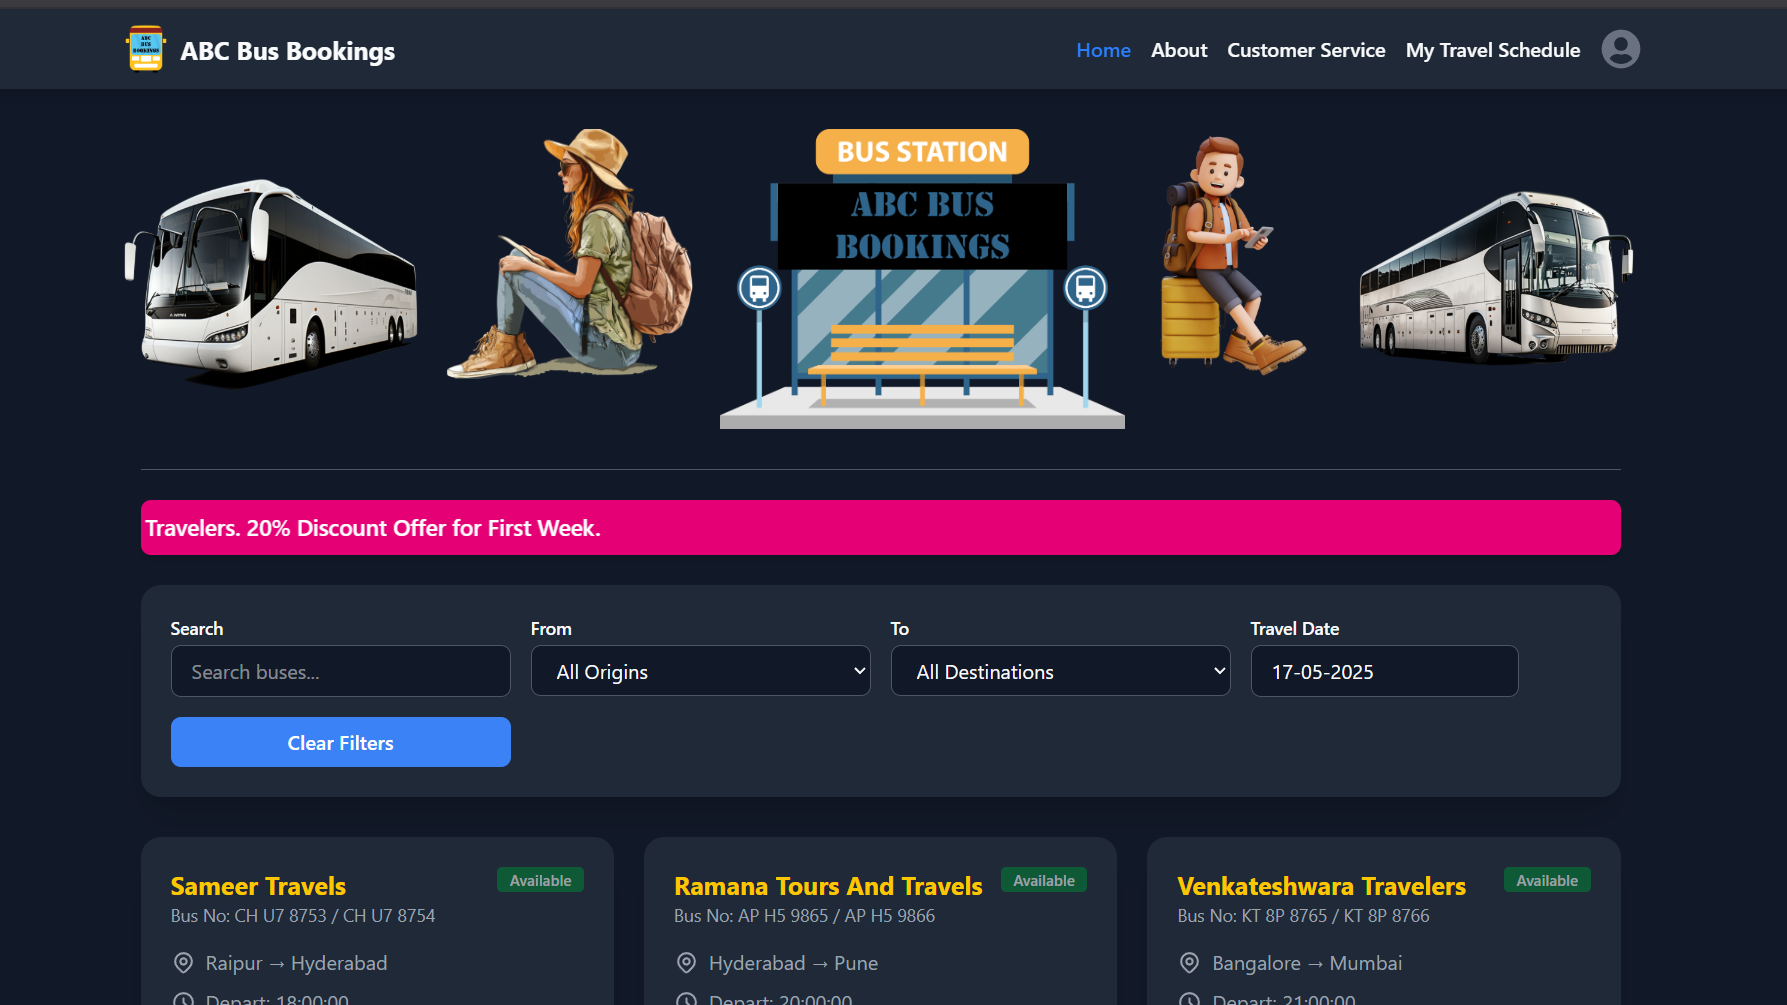 ABC BUS BOOKINGS
ABC Bus Bookings
Home
About
Customer Service
My Travel Schedule
BUS STATION
ABC BUS
BOOKINGS
Travelers. 20% Discount Offer for First Week.
Search
From
To
Travel Date
Search buses...
All Origins
All Destinations
17-05-2025
Clear Filters
Sameer Travels
Available
Bus No: CH U7 8753 / CH U7 8754
Raipur → Hyderabad
Depart: 18:00:00
Ramana Tours And Travels
Available
Bus No: AP H5 9865 / AP H5 9866
Hyderabad → Pune
Depart: 20:00:00
Venkateshwara Travelers
Available
Bus No: KT 8P 8765 / KT 8P 8766
Bangalore → Mumbai
Depart: 21:00:00